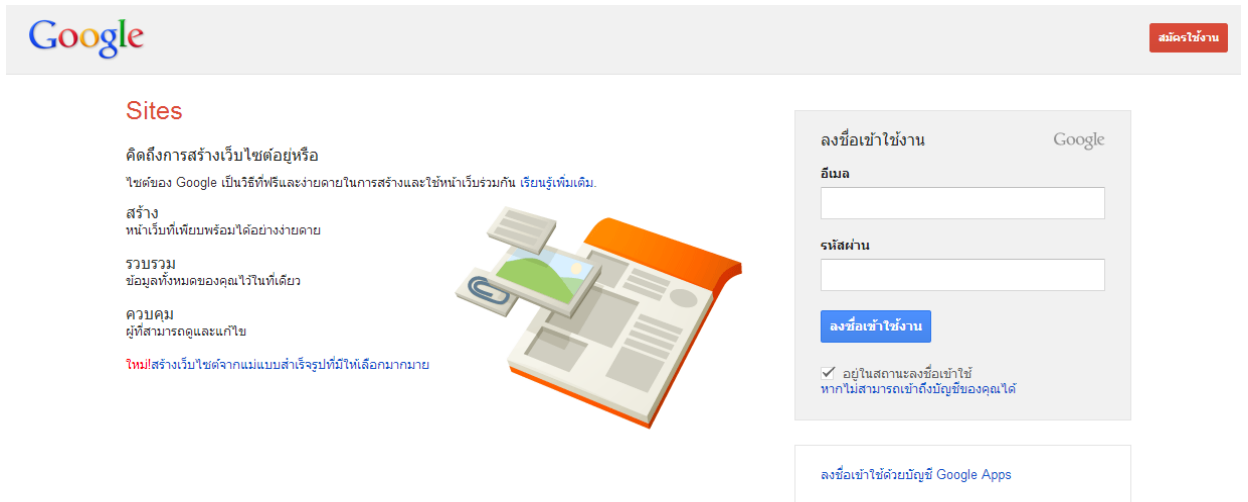 Google
สมัครใช้งาน
Sites
คิดถึงการสร้างเว็บไซต์อยู่หรือ
ไซต์ของ Google เป็นวิธีที่ฟรีและง่ายดายในการสร้างและใช้หน้าเว็บร่วมกัน เรียนรู้เพิ่มเติม.
สร้าง
หน้าเว็บที่เพียบพร้อมได้อย่างง่ายดาย
รวบรวม
ข้อมูลทั้งหมดของคุณไว้ในที่เดียว
ควบคุม
ผู้ที่สามารถดูและแก้ไข
ใหม่!สร้างเว็บไซต์จากแม่แบบสำเร็จรูปที่มีให้เลือกมากมาย
ลงชื่อเข้าใช้งาน Google
อีเมล
รหัสผ่าน
ลงชื่อเข้าใช้งาน
อยู่ในสถานะลงชื่อเข้าใช้
หากไม่สามารถเข้าถึงบัญชีของคุณได้
ลงชื่อเข้าใช้ด้วยบัญชี Google Apps